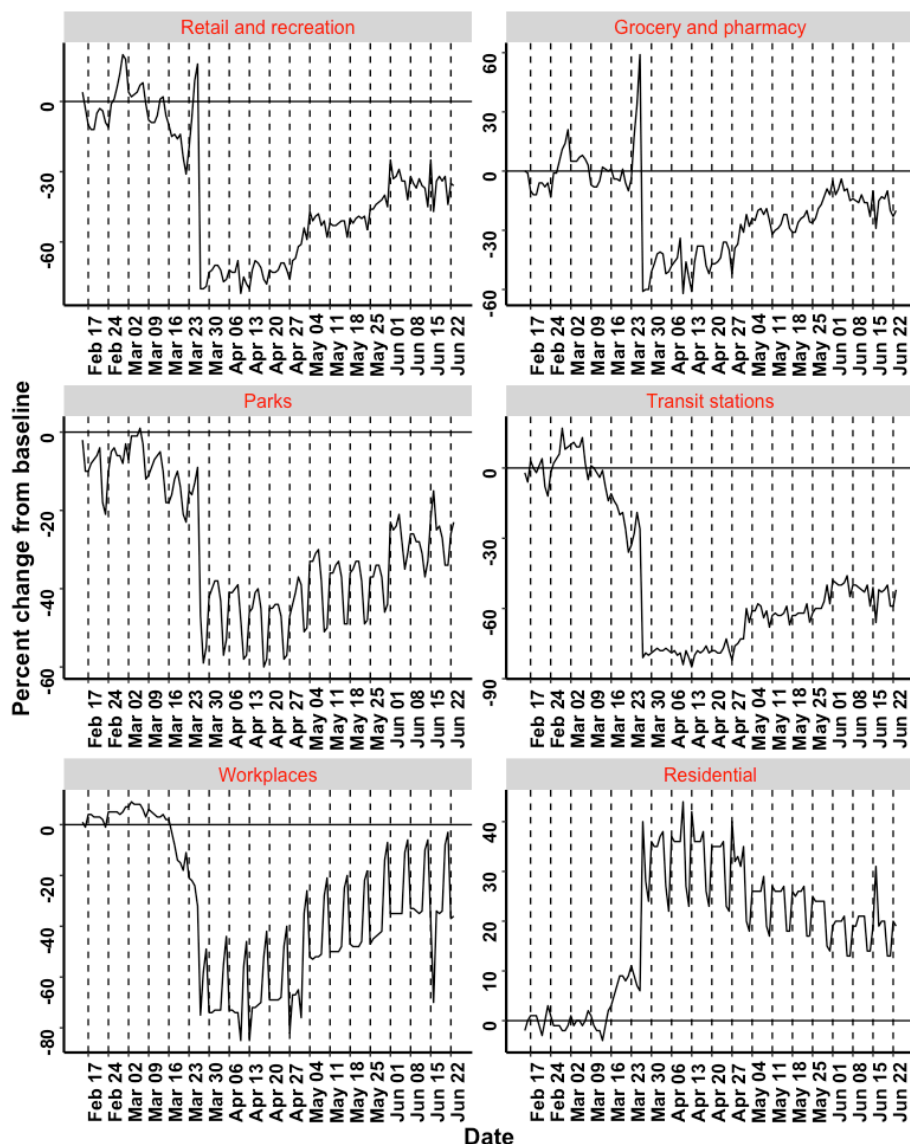 Retail and recreation
Grocery and pharmacy
0
-30
-60
60
30
0
-30
-60
Feb 17 Feb 24 Mar 02 Mar 09 Mar 16 Mar 23 Mar 30 Apr 06 Apr 13 Apr 20 Apr 27 May 04 May 11 May 18 May 25 Jun 01 Jun 08 Jun 15 Jun 22
Feb 17 Feb 24 Mar 02 Mar 09 Mar 16 Mar 23 Mar 30 Apr 06 Apr 13 Apr 20 Apr 27 May 04 May 11 May 18 May 25 Jun 01 Jun 08 Jun 15 Jun 22
Percent change from baseline
Parks
Transit stations
0
-20
-40
-60
0
-30
-60
-90
Feb 17 Feb 24 Mar 02 Mar 09 Mar 16 Mar 23 Mar 30 Apr 06 Apr 13 Apr 20 Apr 27 May 04 May 11 May 18 May 25 Jun 01 Jun 08 Jun 15 Jun 22
Feb 17 Feb 24 Mar 02 Mar 09 Mar 16 Mar 23 Mar 30 Apr 06 Apr 13 Apr 20 Apr 27 May 04 May 11 May 18 May 25 Jun 01 Jun 08 Jun 15 Jun 22
Workplaces
Residential
0
-20
-40
-60
-80
40
30
20
10
0
Feb 17 Feb 24 Mar 02 Mar 09 Mar 16 Mar 23 Mar 30 Apr 06 Apr 13 Apr 20 Apr 27 May 04 May 11 May 18 May 25 Jun 01 Jun 08 Jun 15 Jun 22
Feb 17 Feb 24 Mar 02 Mar 09 Mar 16 Mar 23 Mar 30 Apr 06 Apr 13 Apr 20 Apr 27 May 04 May 11 May 18 May 25 Jun 01 Jun 08 Jun 15 Jun 22
Date